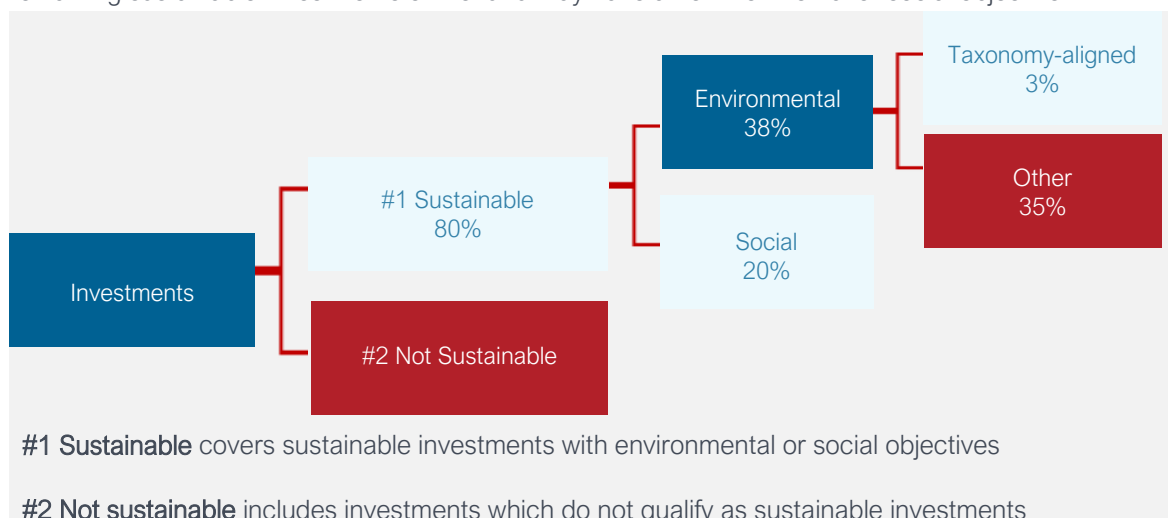 Taxonomy-aligned
3%
Environmental
38%
Other
35%
#1 Sustainable
80%
Social
20%
Investments
#2 Not Sustainable
#1 Sustainable covers sustainable investments with environmental or social objectives
#2 Not sustainable includes investments which do not qualify as sustainable investments